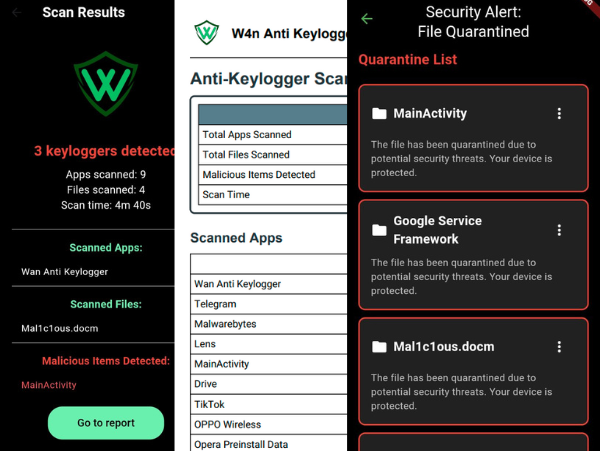 Scan Results
3 keyloggers detected
Apps scanned: 9
Files scanned: 4
Scan time: 4m 40s
Scanned Apps:
Wan Anti Keylogger
Scanned Files:
Mal1c1ous.docm
Malicious Items Detected:
MainActivity
Go to report
W4n Anti Keylogge
Anti-Keylogger Scan
Total Apps Scanned
Total Files Scanned
Malicious Items Detected
Scan Time
Scanned Apps
Wan Anti Keylogger
Telegram
Malwarebytes
Lens
MainActivity
Drive
TikTok
OPPO Wireless
Opera Preinstall Data
Security Alert:
File Quarantined
Quarantine List
MainActivity
The file has been quarantined due to
potential security threats. Your device is
protected.
Google Service
Framework
The file has been quarantined due to
potential security threats. Your device is
protected.
Mal1c1ous.docm
The file has been quarantined due to
potential security threats. Your device is
protected.